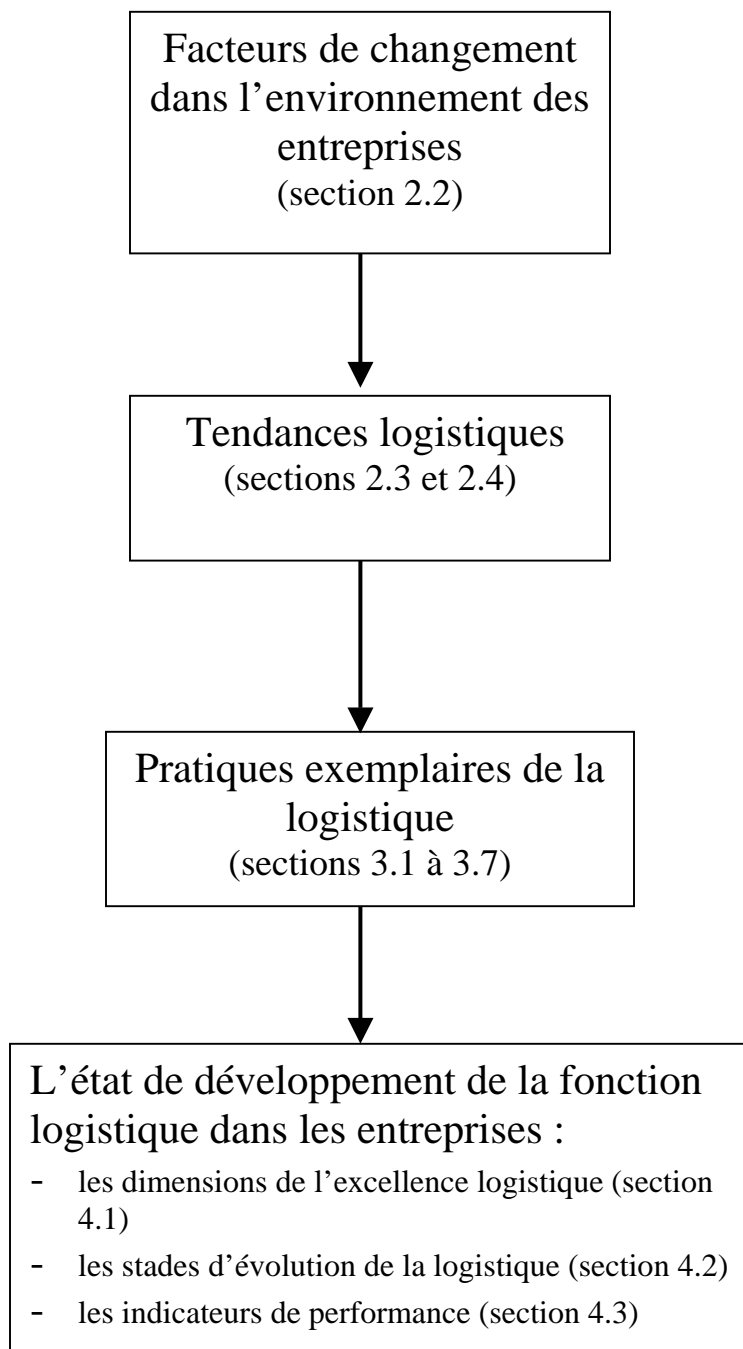 Facteurs de changement
dans l’environnement des
entreprises
(section 2.2)
Tendances logistiques
(sections 2.3 et 2.4)
Pratiques exemplaires de la
logistique
(sections 3.1 à 3.7)
L’état de développement de la fonction
logistique dans les entreprises :
- les dimensions de l’excellence logistique (section
4.1)
- les stades d’évolution de la logistique (section 4.2)
- les indicateurs de performance (section 4.3)